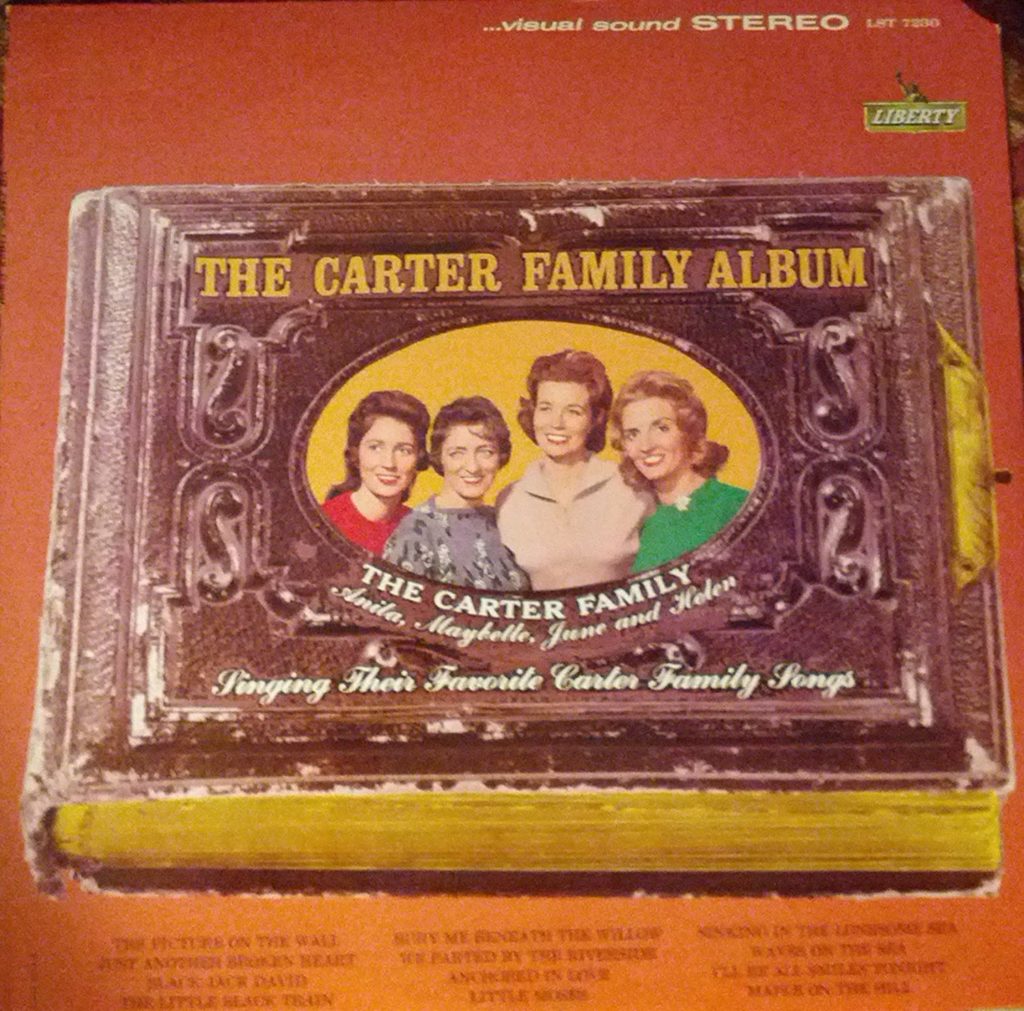 ...visual sound STEREO LST 7230
LIBERTY
THE CARTER FAMILY ALBUM
THE CARTER FAMILY
Anita, Maybelle, June and Helen
Singing Their Favorite Carter Family Songs
THE PICTURE ON THE WALL
JUST ANOTHER BROKEN HEART
BLACK JACK DAVID
THE LITTLE BLACK TRAIN
BURY ME BENEATH THE WILLOW
WE PARTED BY THE RIVERSIDE
ANCHORED IN LOVE
LITTLE MOSES
SINKING IN THE LONESOME SEA
WAVES ON THE SEA
I'LL BE ALL SMILES TONIGHT
MAPLE ON THE HILL